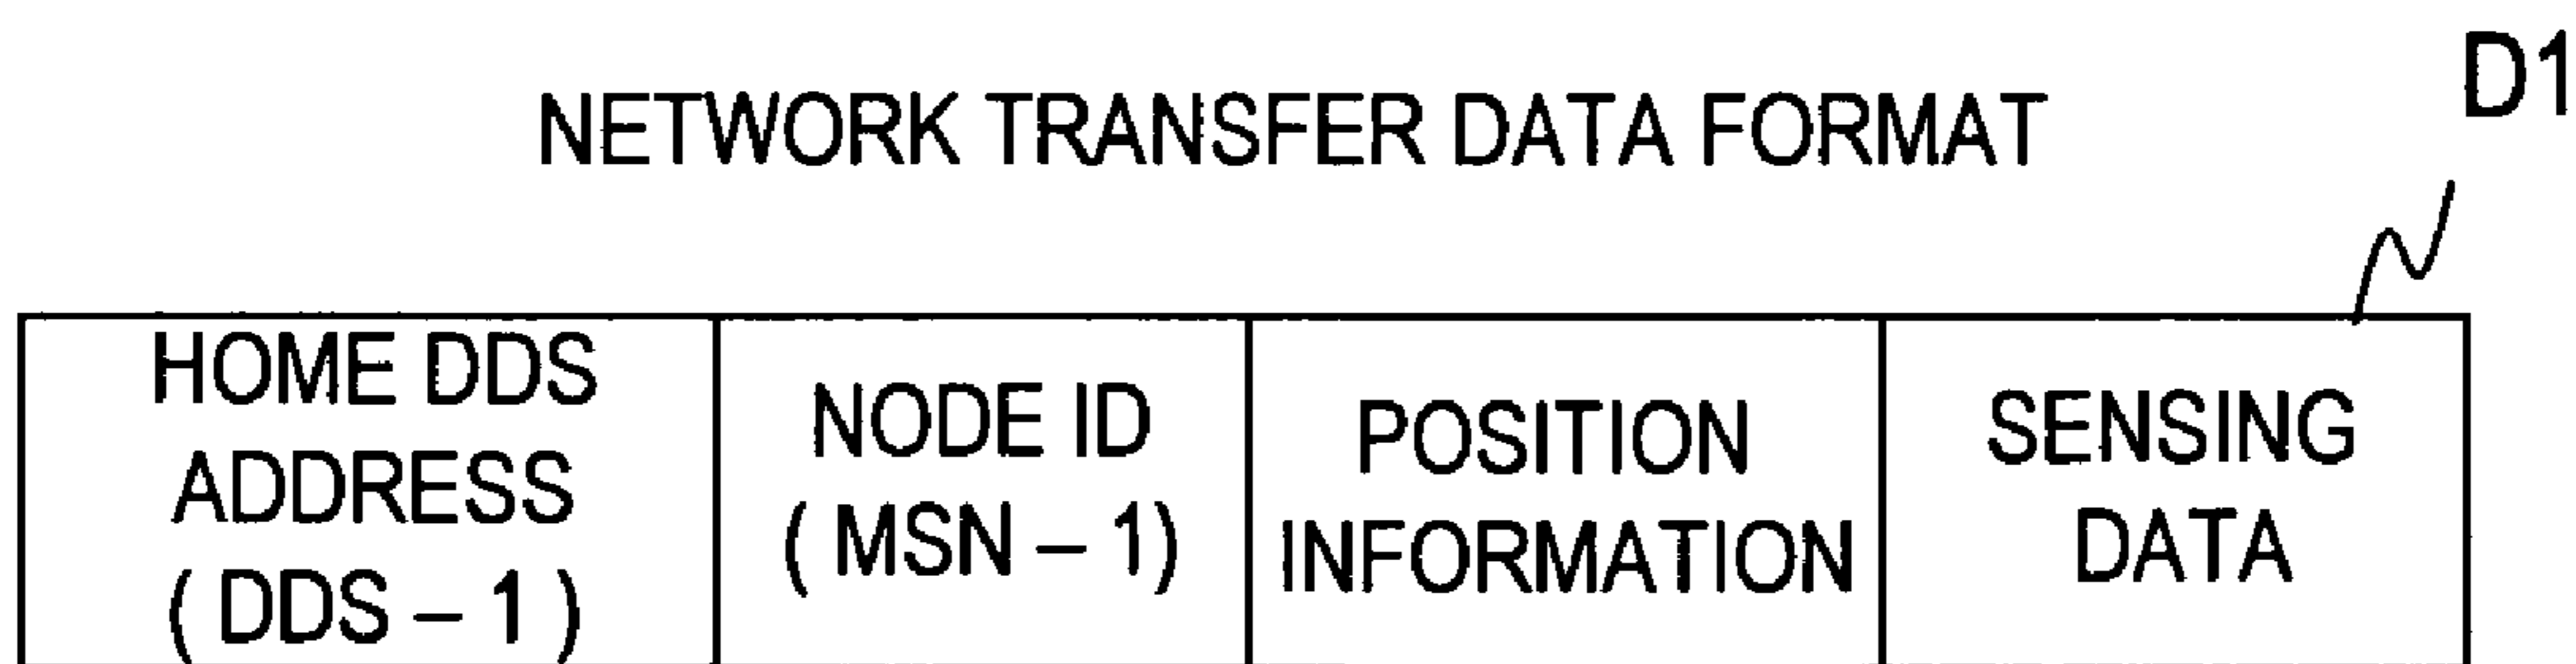 D1
NETWORK TRANSFER DATA FORMAT
HOME DDS
ADDRESS
( DDS – 1 )
NODE ID
( MSN – 1)
POSITION
INFORMATION
SENSING
DATA